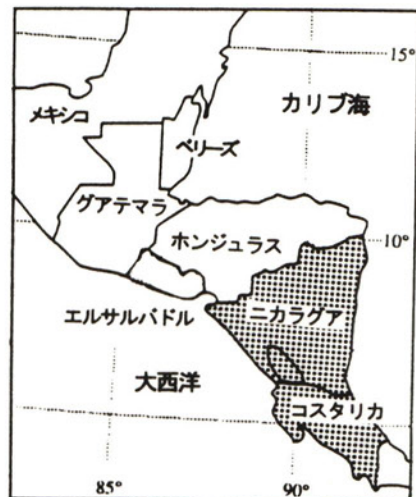 15°
カリブ海
メキシコ
ベリーズ
グアテマラ
ホンジュラス
10°
エルサルバドル
ニカラグア
大西洋
コスタリカ
85°
90°